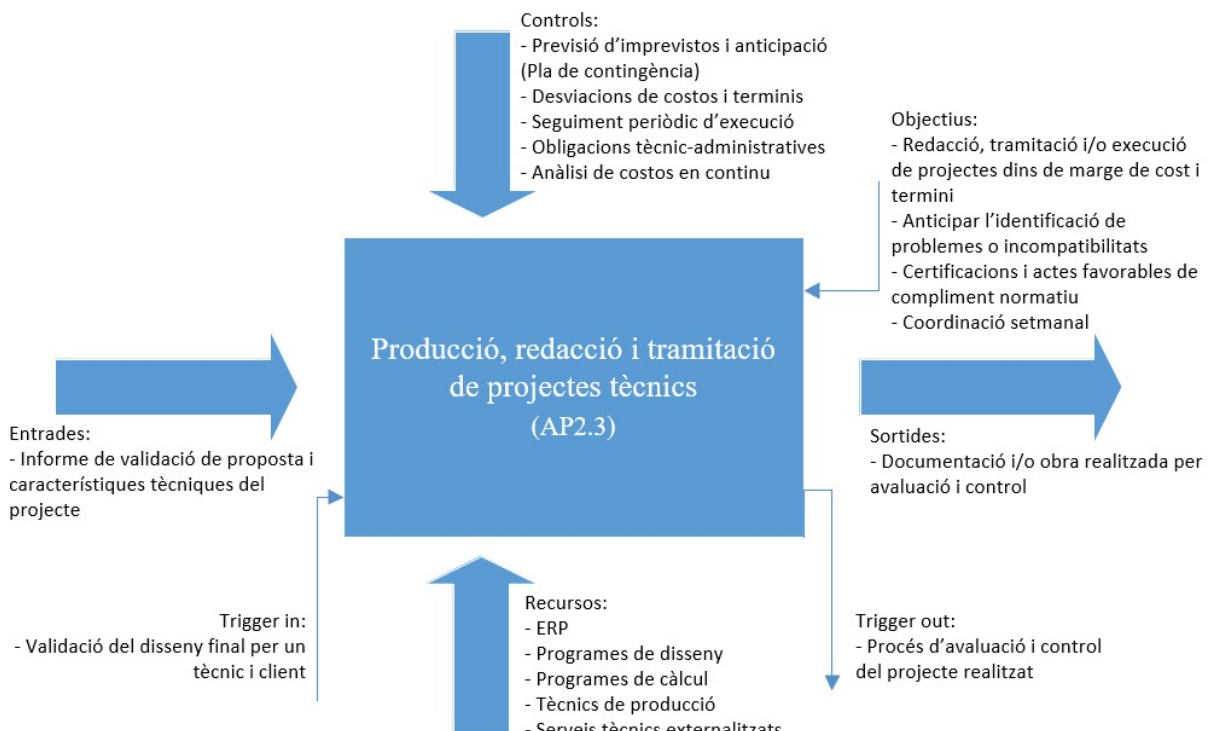 Controls:
- Previsió d’imprevistos i anticipació
(Pla de contingència)
- Desviacions de costos i terminis
- Seguiment periòdic d’execució
- Obligacions tècnic-administratives
- Anàlisi de costos en continu
Objectius:
- Redacció, tramitació i/o execució
de projectes dins de marge de cost i
termini
- Anticipar l’identificació de
problemes o incompatibilitats
- Certificacions i actes favorables de
compliment normatiu
- Coordinació setmanal
Producció, redacció i tramitació
de projectes tècnics
(AP2.3)
Entrades:
- Informe de validació de proposta i
característiques tècniques del
projecte
Sortides:
- Documentació i/o obra realitzada per
avaluació i control
Trigger in:
- Validació del disseny final per un
tècnic i client
Recursos:
- ERP
- Programes de disseny
- Programes de càlcul
- Tècnics de producció
- Serveis tècnics externalitzats
Trigger out:
- Procés d’avaluació i control
del projecte realitzat